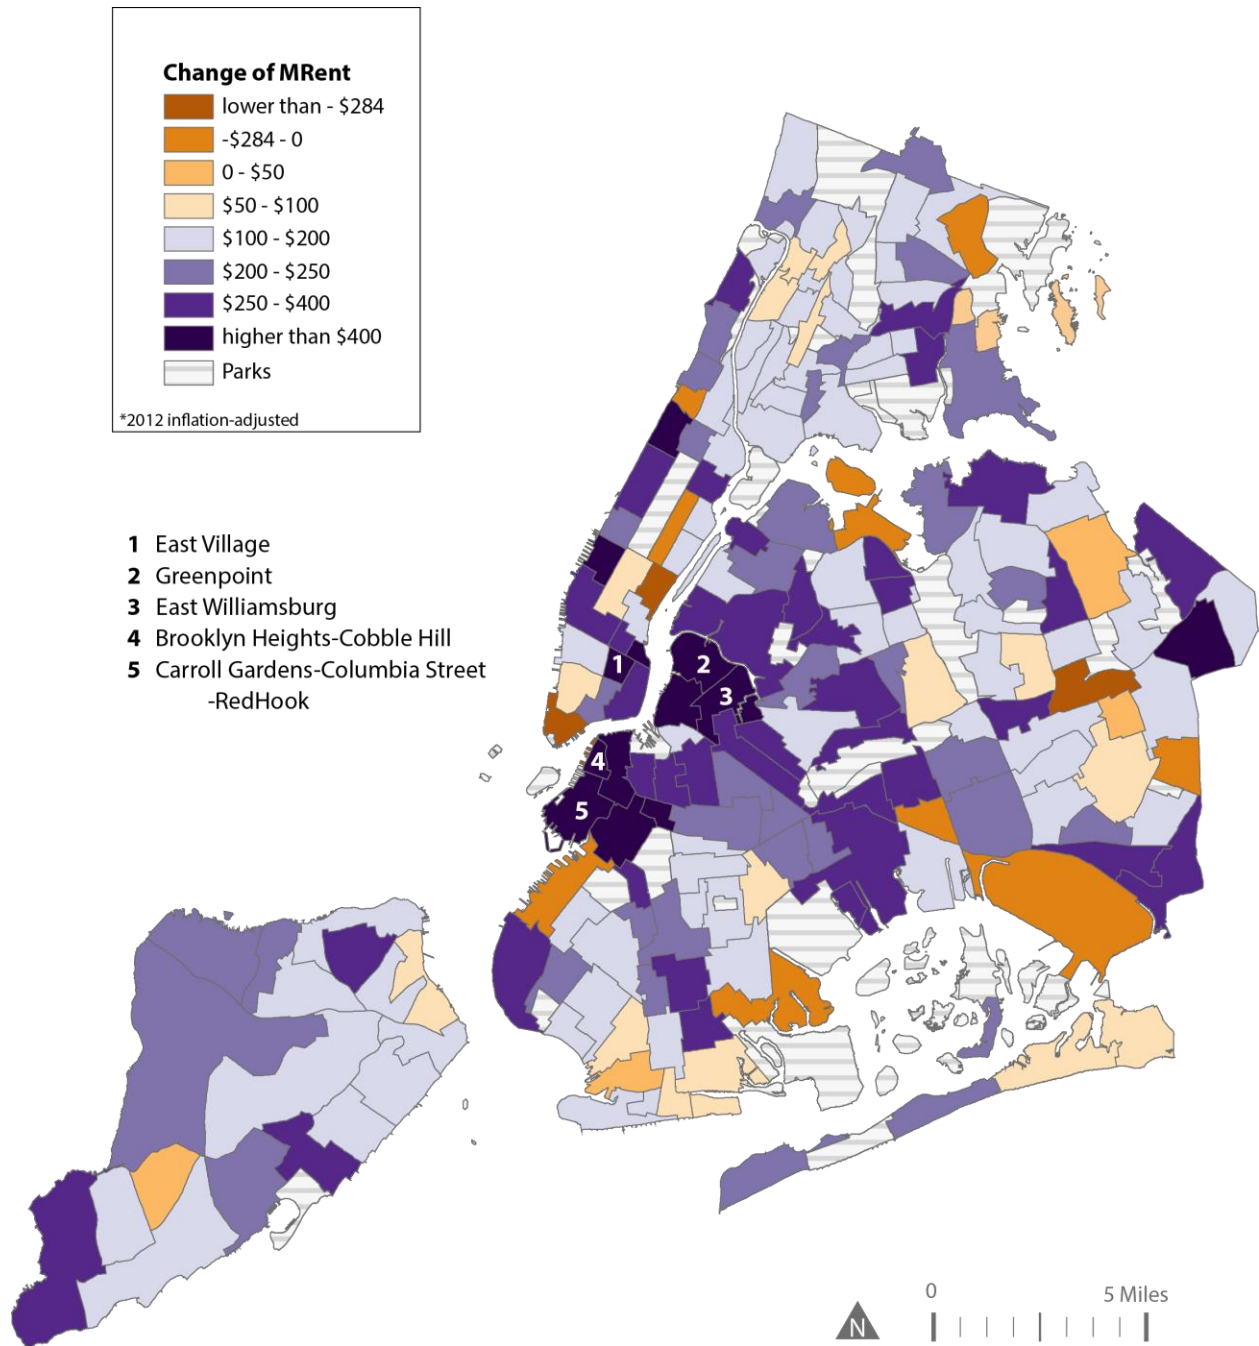 Change of MRent
lower than - $284
-$284 - 0
0 - $50
$50 - $100
$100 - $200
$200 - $250
$250 - $400
higher than $400
Parks
*2012 inflation-adjusted
1 East Village
2 Greenpoint
3 East Williamsburg
4 Brooklyn Heights-Cobble Hill
5 Carroll Gardens-Columbia Street
-RedHook
1
2
3
4
5
N
0
5 Miles